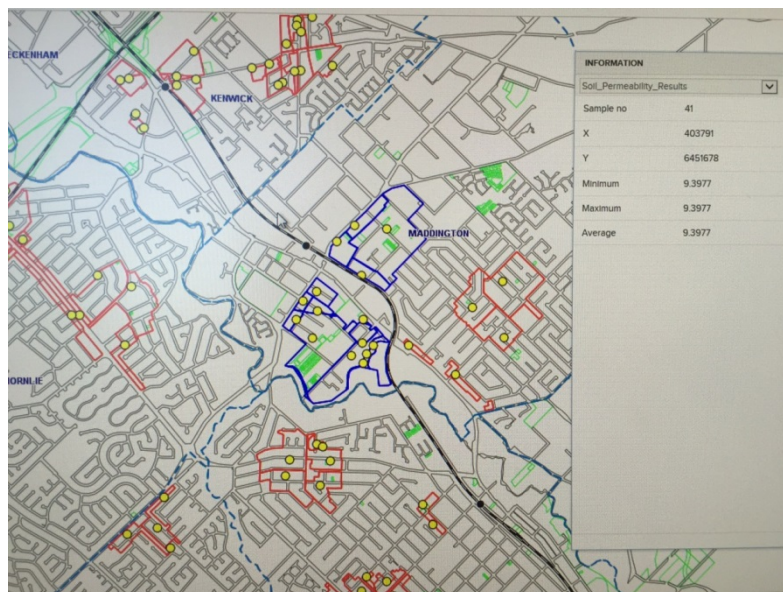 ECKENHAM
KENWICK
MADDINGTON
HORNLIE
INFORMATION
Soil_Permeability_Results
Sample no 41
X 403791
Y 6451678
Minimum 9.3977
Maximum 9.3977
Average 9.3977